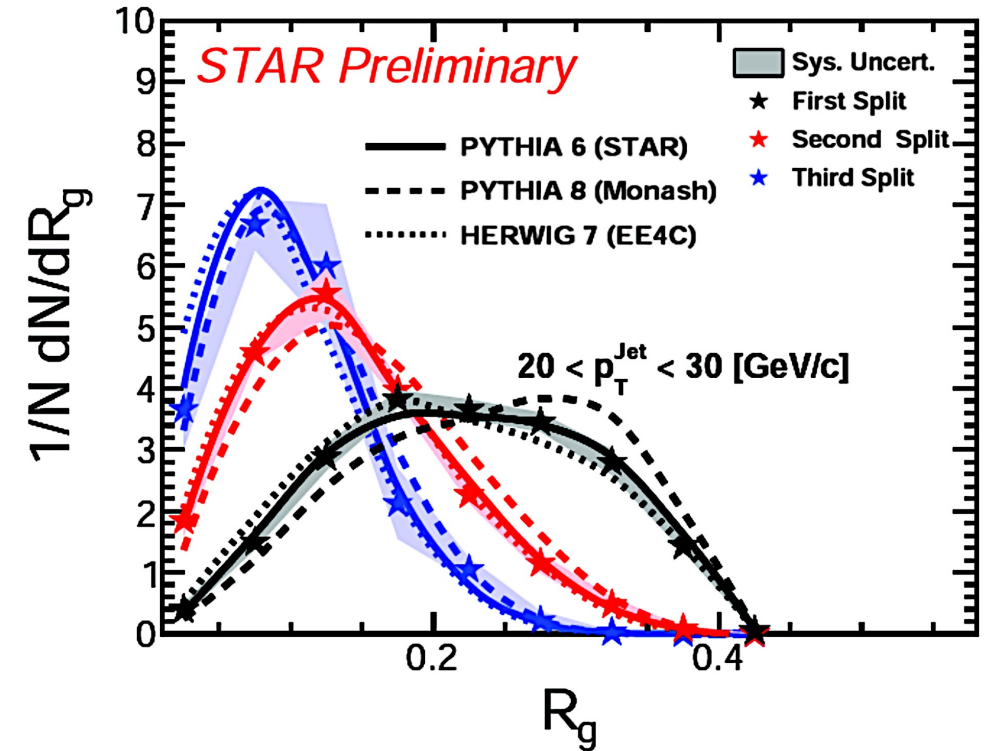 STAR Preliminary
Sys. Uncert.
First Split
Second Split
Third Split
PYTHIA 6 (STAR)
PYTHIA 8 (Monash)
HERWIG 7 (EE4C)
20 < p_T^Jet < 30 [GeV/c]
1/N dN/dR_g
10
9
8
7
6
5
4
3
2
1
0
0.2
0.4
R_g